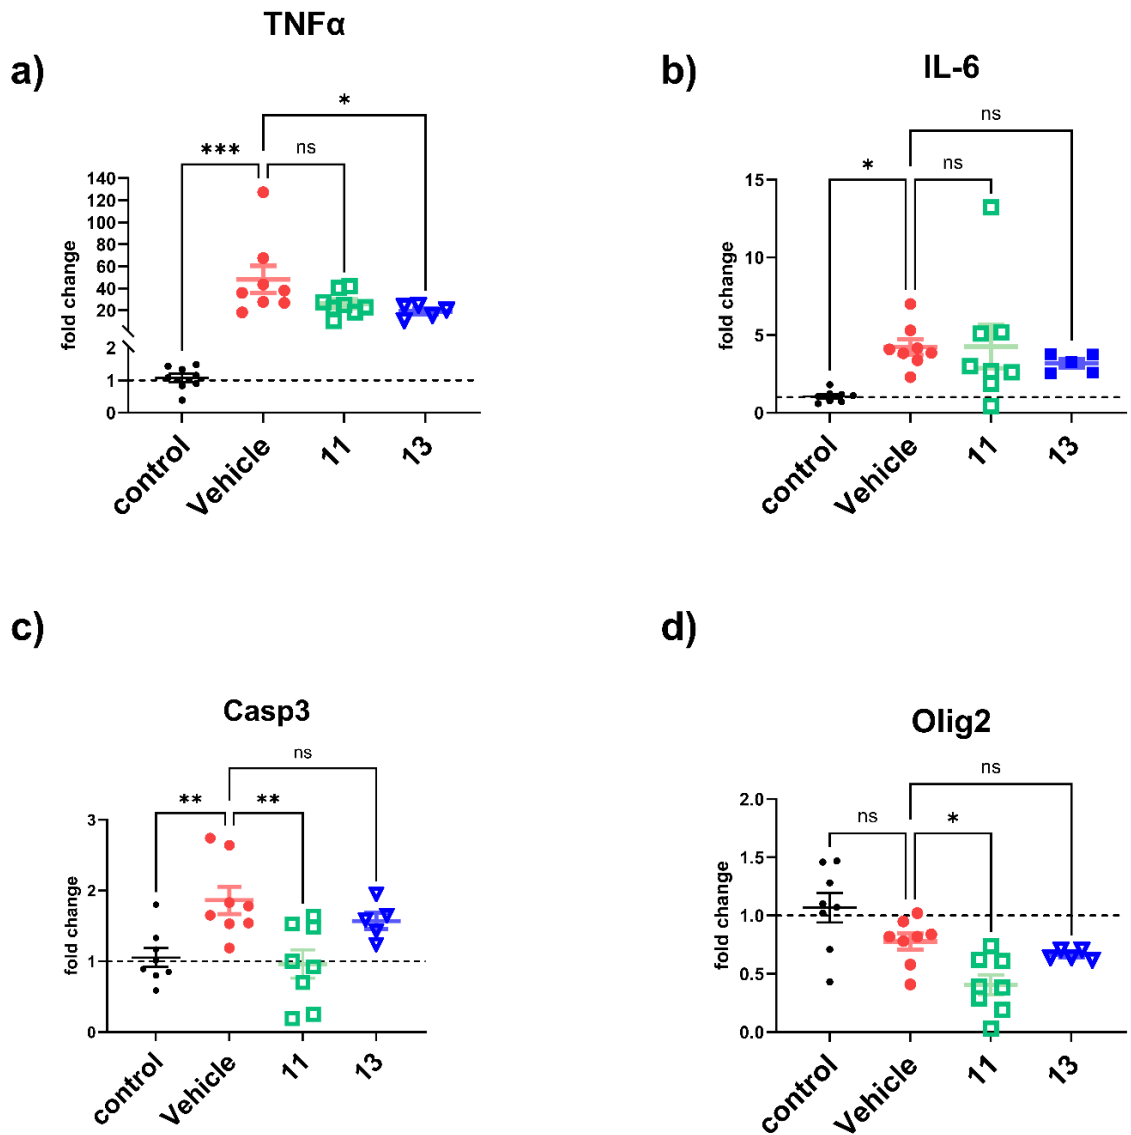 TNFα
a)
*
*** ns
fold change
140
120
100
80
60
40
20
2
1
0
control Vehicle 11 13
b)
IL-6
ns
* ns
fold change
15
10
5
0
control Vehicle 11 13
c)
Casp3
ns
** **
fold change
3
2
1
0
control Vehicle 11 13
d)
Olig2
ns
ns *
fold change
2.0
1.5
1.0
0.5
0.0
control Vehicle 11 13